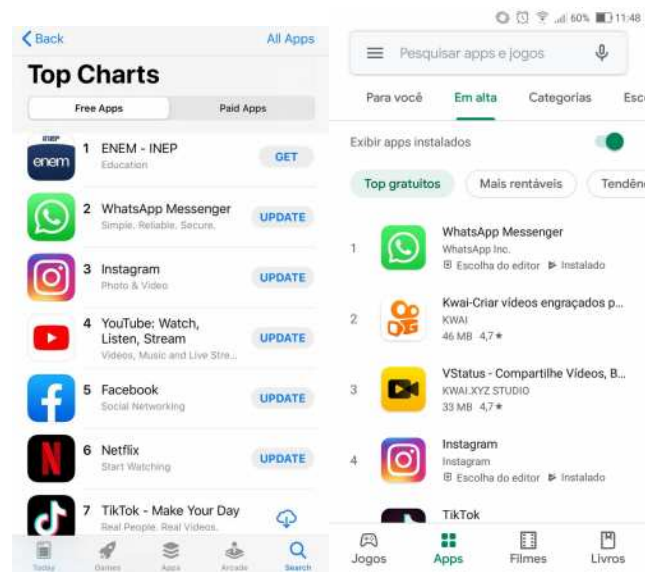 Back
All Apps
Top Charts
Free Apps
Paid Apps
enem
1 ENEM - INEP
Education
GET
2 WhatsApp Messenger
Simple. Reliable. Secure.
UPDATE
3 Instagram
Photo & Video
UPDATE
4 YouTube: Watch,
Listen, Stream
Videos, Music and Live Stre...
UPDATE
5 Facebook
Social Networking
UPDATE
6 Netflix
Start Watching
UPDATE
7 TikTok - Make Your Day
Real People. Real Videos.
Today
Games
Apps
Arcade
Search
60% 11:48
Pesquisar apps e jogos
Para você
Em alta
Categorias
Esc
Exibir apps instalados
Top gratuitos
Mais rentáveis
Tendên
1 WhatsApp Messenger
WhatsApp Inc.
Escolha do editor Instalado
2 Kwai-Criar vídeos engraçados p...
KWAI
46 MB 4,7★
3 VStatus - Compartilhe Vídeos, B...
KWAI.XYZ STUDIO
33 MB 4,7★
4 Instagram
Instagram
Escolha do editor Instalado
TikTok
Jogos
Apps
Filmes
Livros